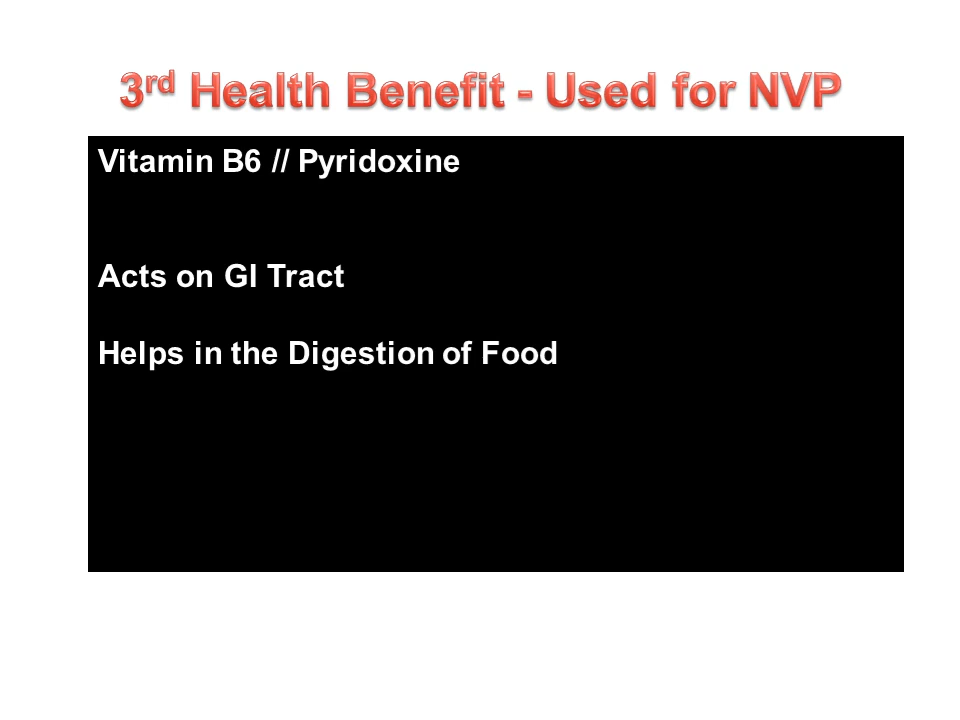 3rd Health Benefit - Used for NVP
Vitamin B6 // Pyridoxine
Acts on GI Tract
Helps in the Digestion of Food